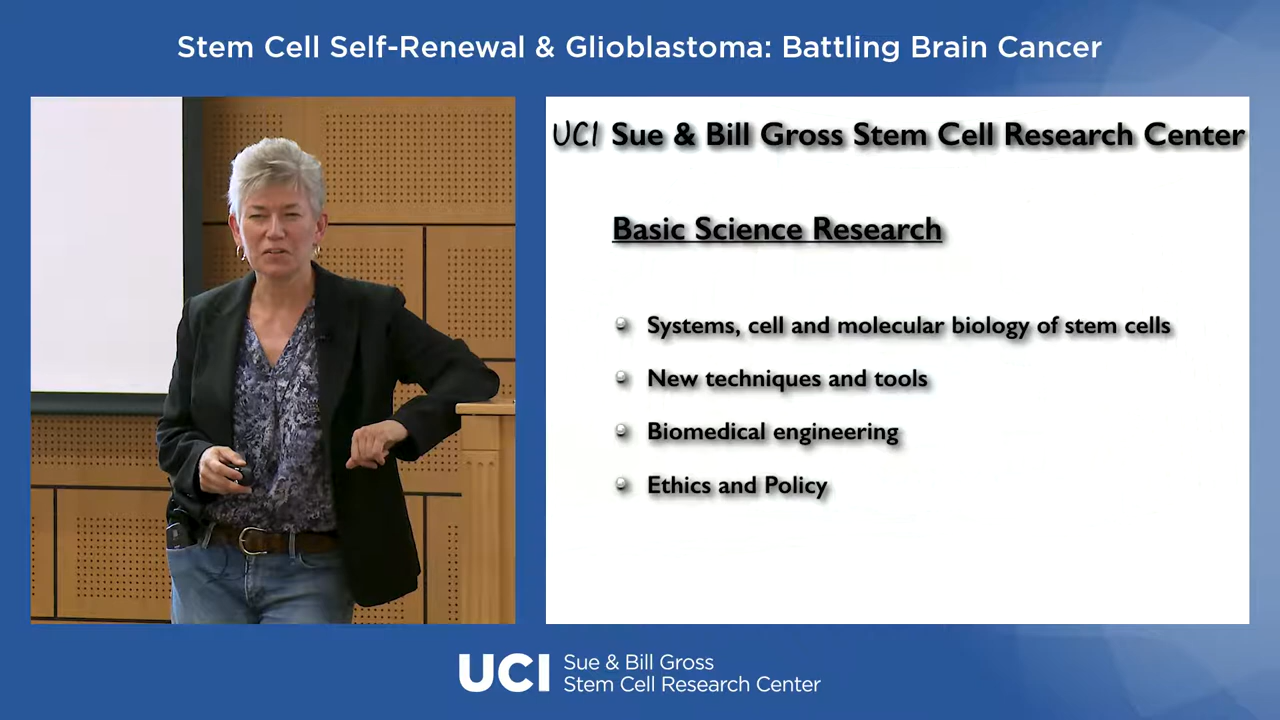 Stem Cell Self-Renewal & Glioblastoma: Battling Brain Cancer
UCI Sue & Bill Gross Stem Cell Research Center
Basic Science Research
Systems, cell and molecular biology of stem cells
New techniques and tools
Biomedical engineering
Ethics and Policy
UCI Sue & Bill Gross
Stem Cell Research Center